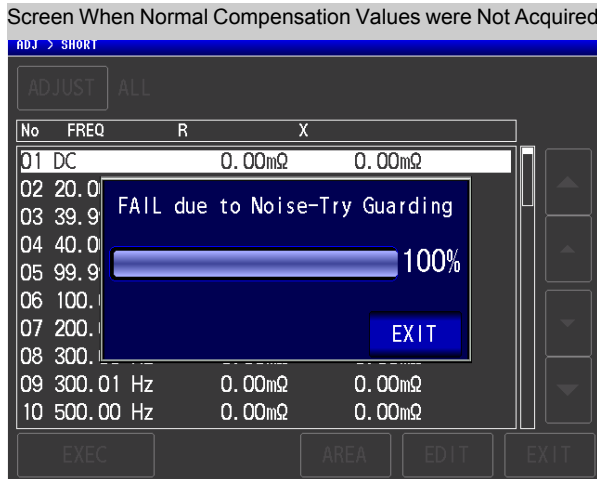 Screen When Normal Compensation Values were Not Acquired
ADJ > SHORT
ADJUST ALL
No FREQ R X
01 DC 0.00mΩ 0.00mΩ
02 20.0
03 39.9
04 40.0
05 99.9
06 100.
07 200.
08 300.
FAIL due to Noise-Try Guarding
100%
EXIT
09 300.01 Hz 0.00mΩ 0.00mΩ
10 500.00 Hz 0.00mΩ 0.00mΩ
EXEC AREA EDIT EXIT